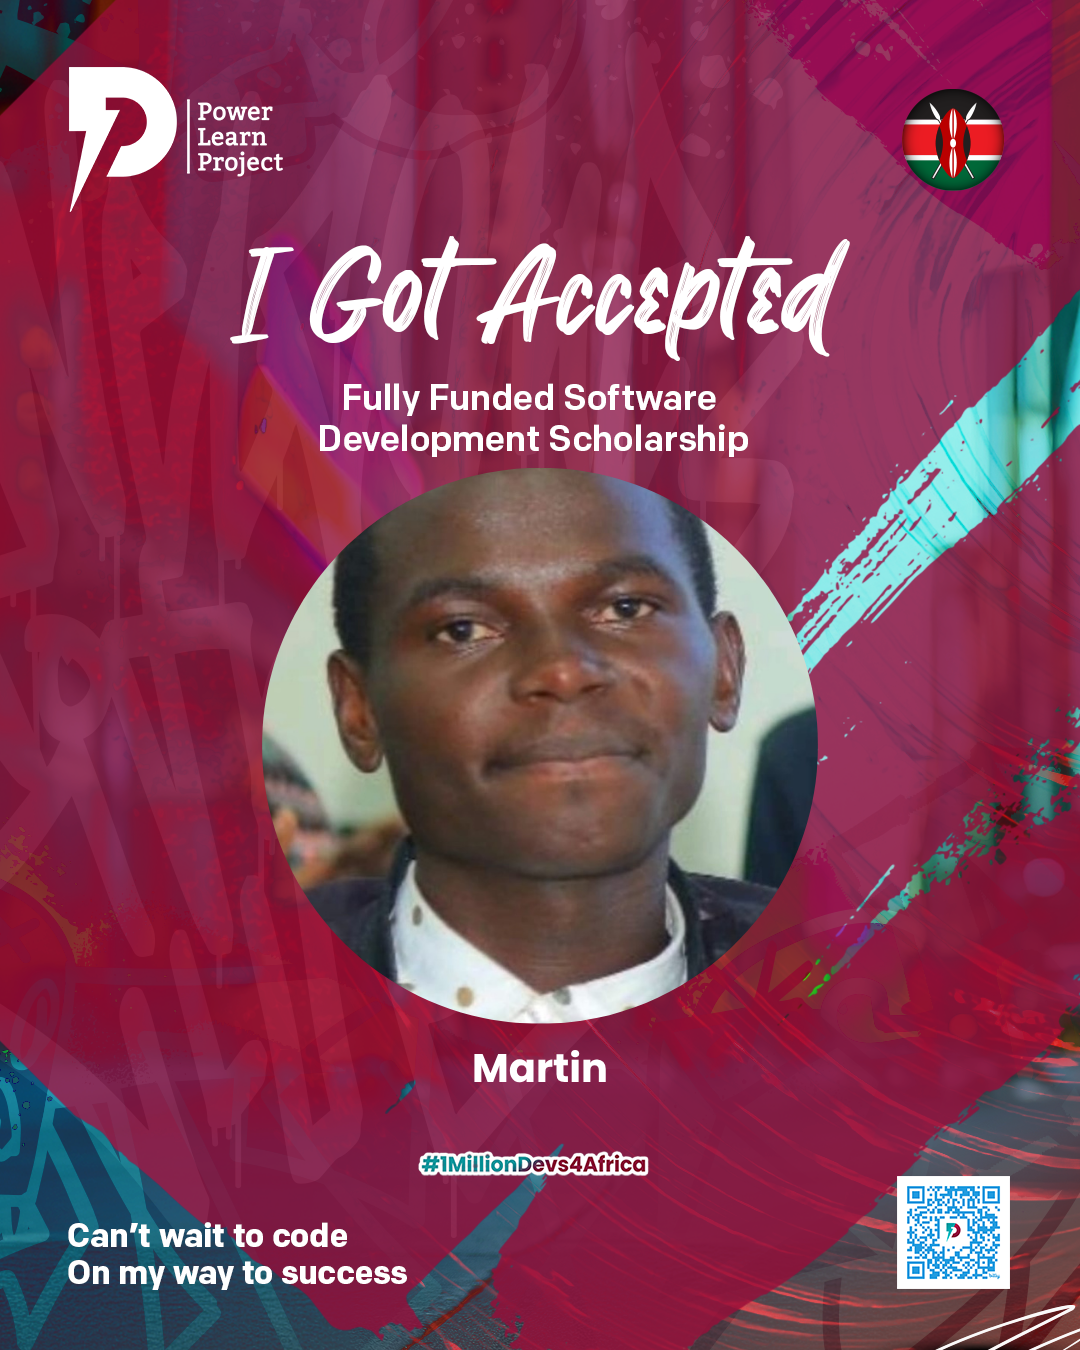 Power
Learn
Project
I Got Accepted
Fully Funded Software
Development Scholarship
Martin
#1MillionDevs4Africa
Can't wait to code
On my way to success